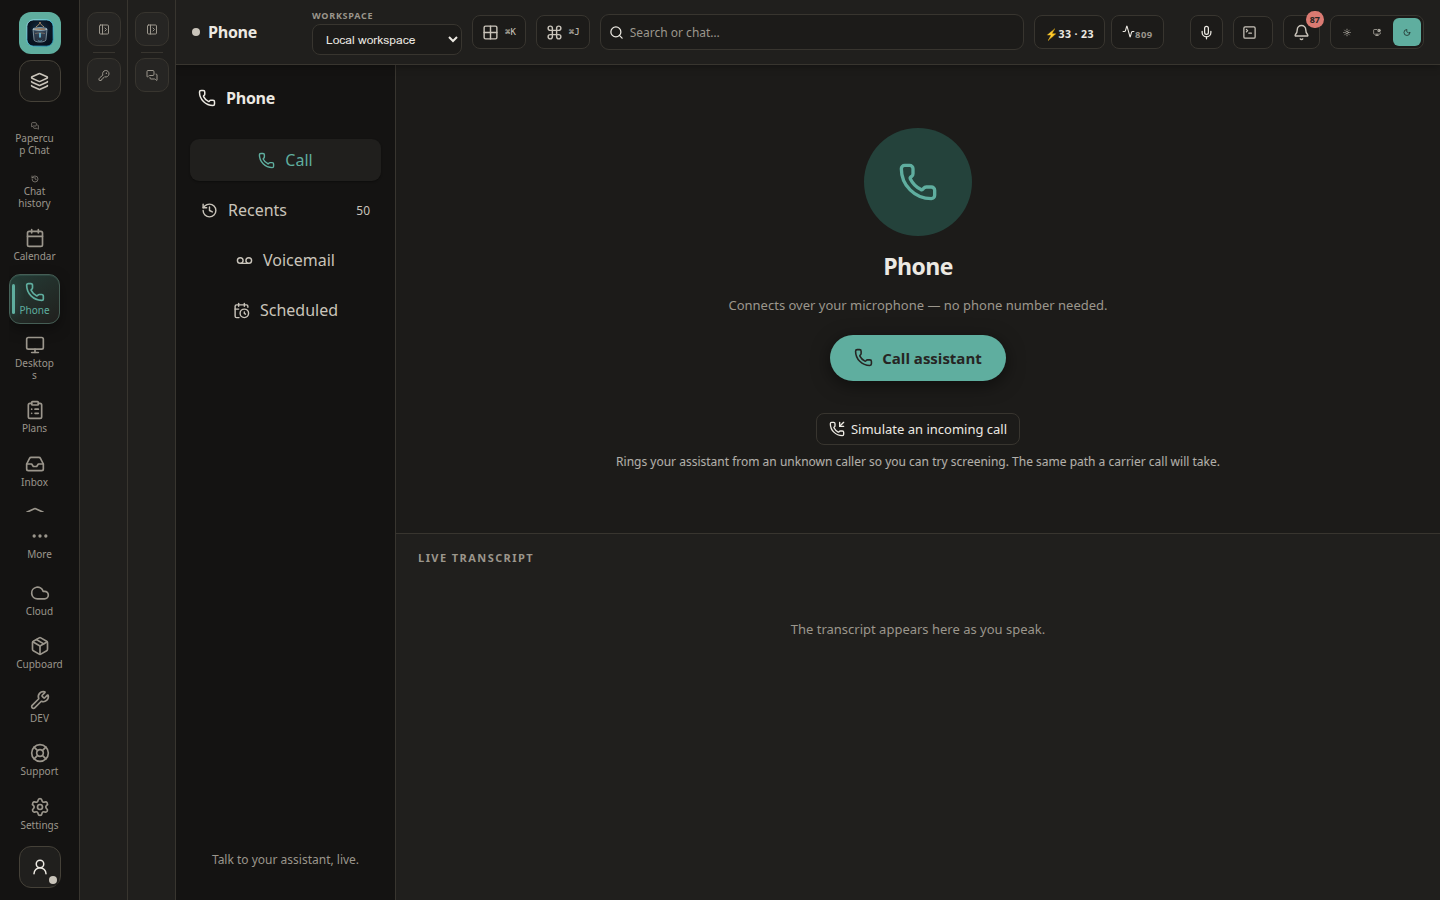 Phone
WORKSPACE
Local workspace
⌘K
⌘J
Search or chat...
33 · 23
809
87
Papercu
p Chat
Chat
history
Calendar
Phone
Desktop
s
Plans
Inbox
More
Cloud
Cupboard
DEV
Support
Settings
Phone
Call
Recents 50
Voicemail
Scheduled
Talk to your assistant, live.
Phone
Connects over your microphone — no phone number needed.
Call assistant
Simulate an incoming call
Rings your assistant from an unknown caller so you can try screening. The same path a carrier call will take.
LIVE TRANSCRIPT
The transcript appears here as you speak.